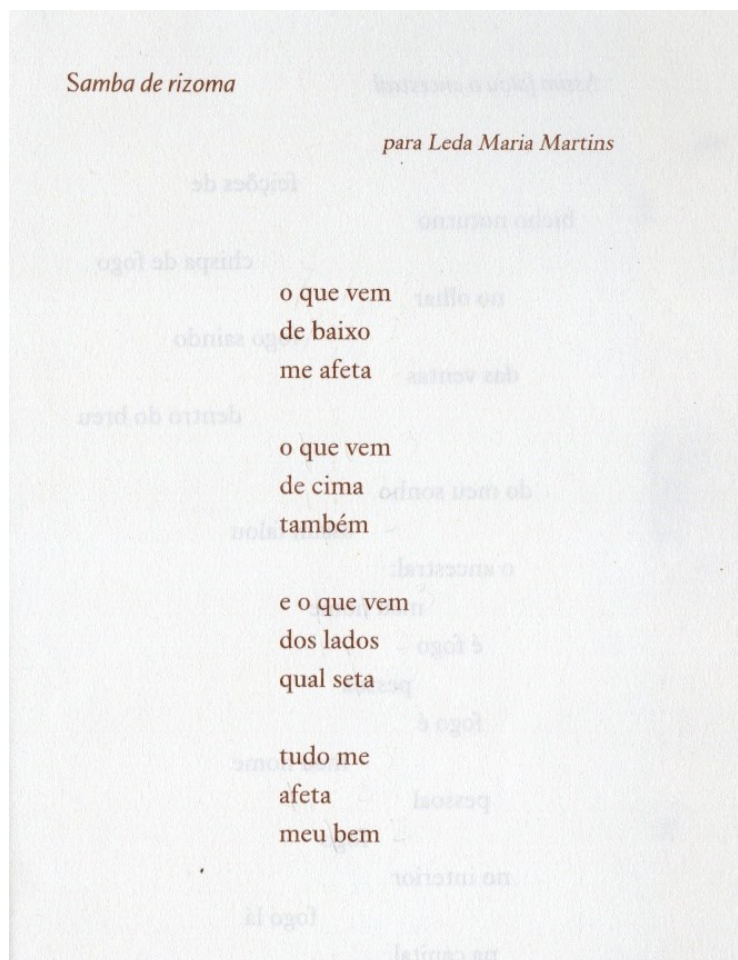 Samba de rizoma
para Leda Maria Martins
o que vem
de baixo
me afeta
o que vem
de cima
também
e o que vem
dos lados
qual seta
tudo me
afeta
meu bem